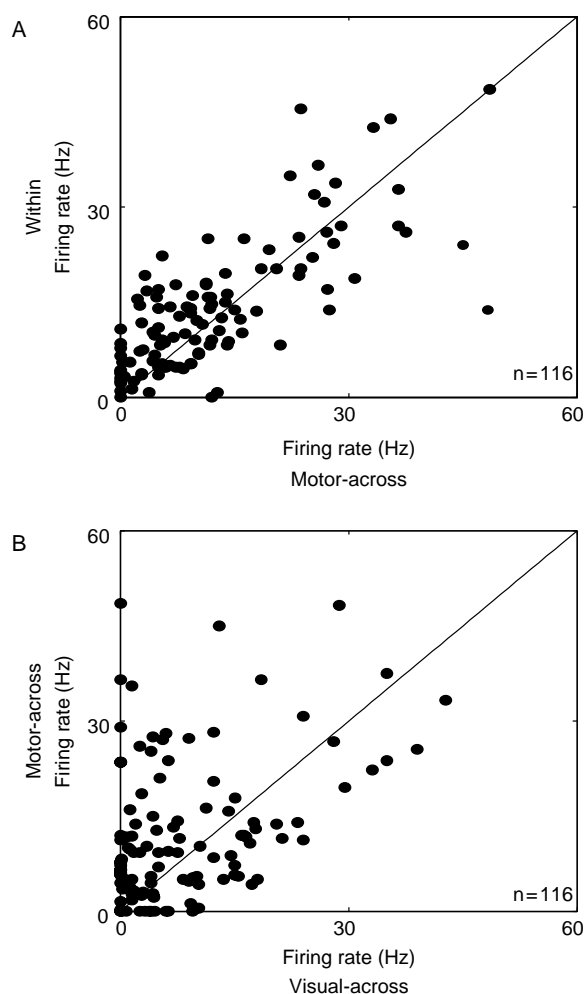 A
60
30
0
Within
Firing rate (Hz)
n=116
0
30
60
Firing rate (Hz)
Motor-across
B
60
30
0
Motor-across
Firing rate (Hz)
n=116
0
30
60
Firing rate (Hz)
Visual-across